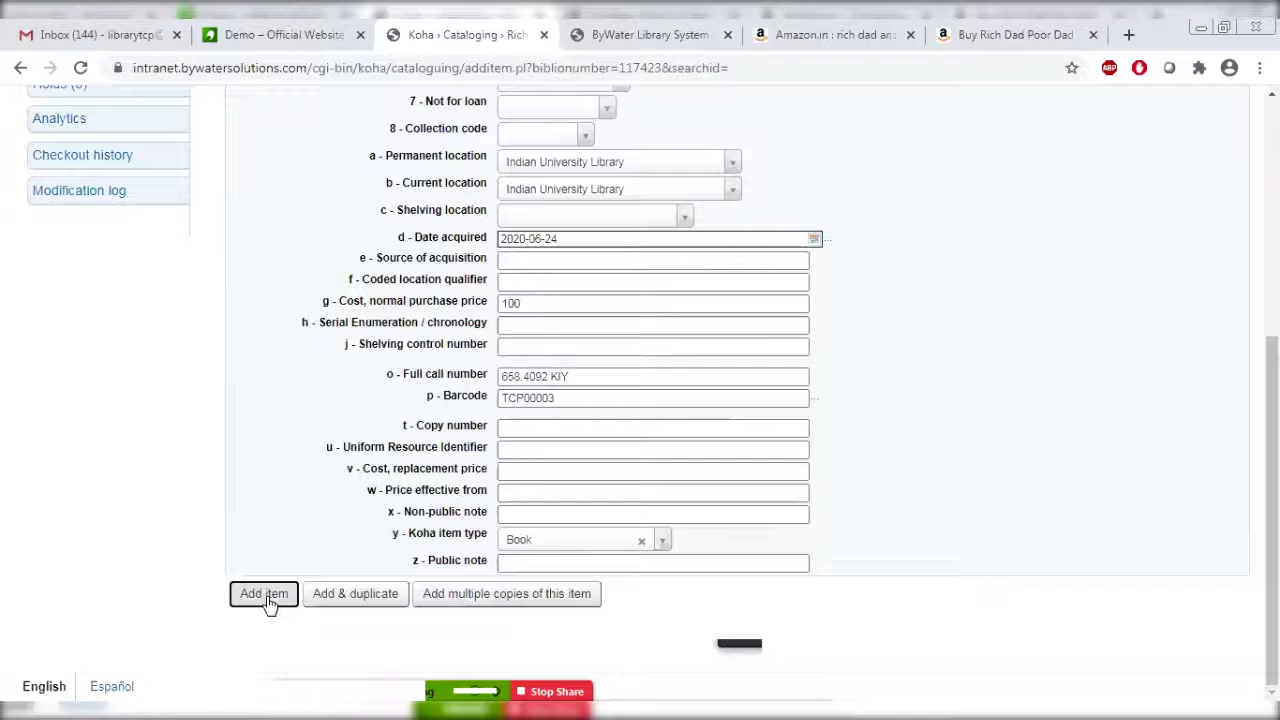 Inbox (144) - librarytcp@
Demo – Official Website
Koha › Cataloging › Rich
ByWater Library System
Amazon.in : rich dad an
Buy Rich Dad Poor Dad
intranet.bywatersolutions.com/cgi-bin/koha/cataloguing/additem.pl?biblionumber=117423&searchid=
ABP
Holds (0)
Analytics
Checkout history
Modification log
7 - Not for loan
8 - Collection code
a - Permanent location Indian University Library
b - Current location Indian University Library
c - Shelving location
d - Date acquired 2020-06-24 ...
e - Source of acquisition
f - Coded location qualifier
g - Cost, normal purchase price 100
h - Serial Enumeration / chronology
j - Shelving control number
o - Full call number 658.4092 KIY
p - Barcode TCP00003 ...
t - Copy number
u - Uniform Resource Identifier
v - Cost, replacement price
w - Price effective from
x - Non-public note
y - Koha item type Book
z - Public note
Add item Add & duplicate Add multiple copies of this item
English Español
Stop Share